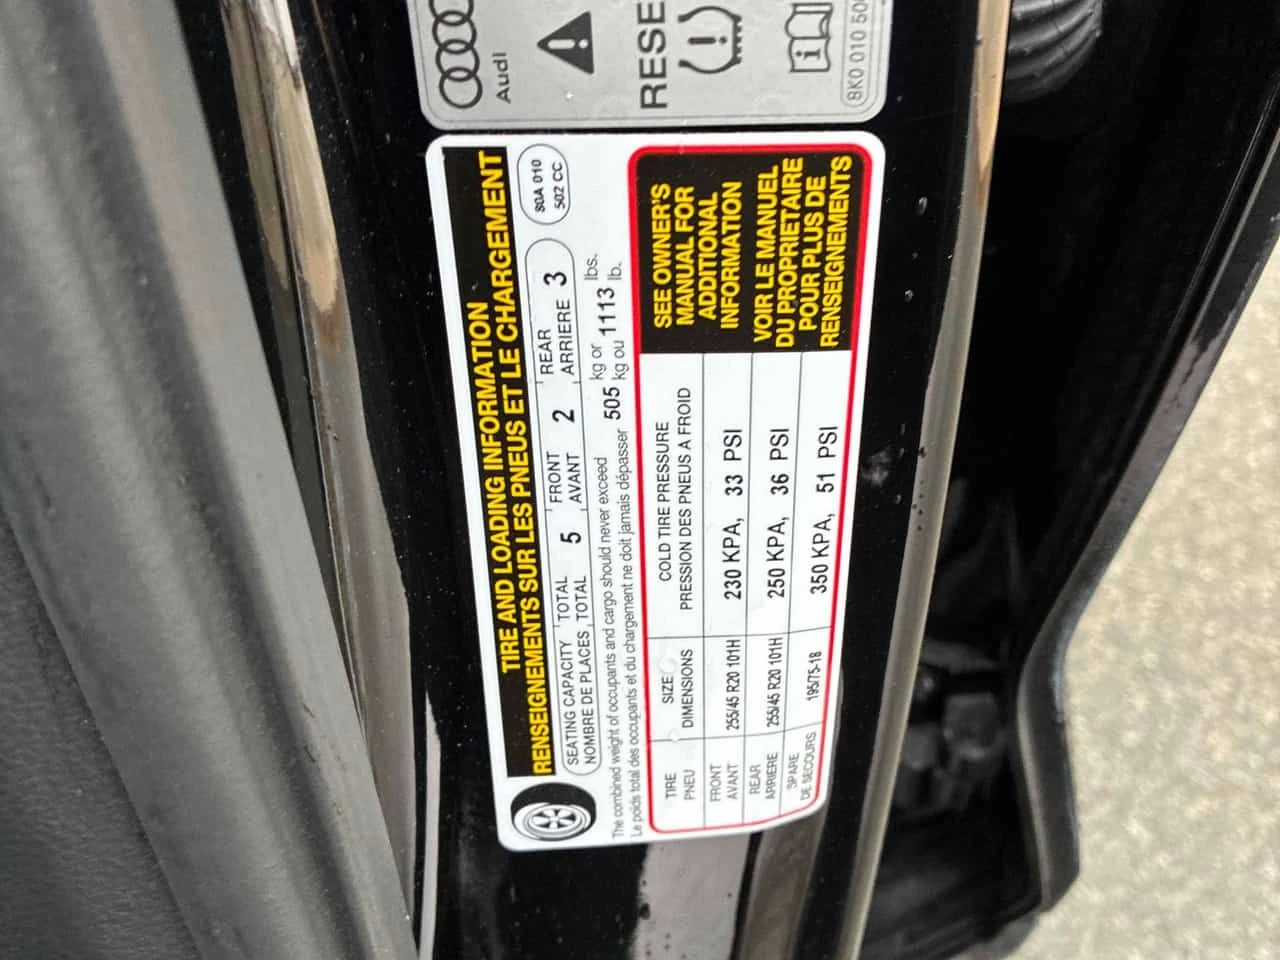 Audi
RESE
8K0 010 50
TIRE AND LOADING INFORMATION
RENSEIGNEMENTS SUR LES PNEUS ET LE CHARGEMENT
80A 010
502 CC
SEATING CAPACITY TOTAL 5 FRONT 2 REAR 3
NOMBRE DE PLACES TOTAL AVANT ARRIERE
The combined weight of occupants and cargo should never exceed 505 kg or 1113 lbs.
Le poids total des occupants et du chargement ne doit jamais dépasser kg ou lb.
TIRE SIZE COLD TIRE PRESSURE
PNEU DIMENSIONS PRESSION DES PNEUS A FROID
FRONT
AVANT 255/45 R20 101H 230 KPA, 33 PSI
REAR
ARRIERE 255/45 R20 101H 250 KPA, 36 PSI
SPARE
DE SECOURS 195/75-18 350 KPA, 51 PSI
SEE OWNER'S
MANUAL FOR
ADDITIONAL
INFORMATION
VOIR LE MANUEL
DU PROPRIETAIRE
POUR PLUS DE
RENSEIGNEMENTS